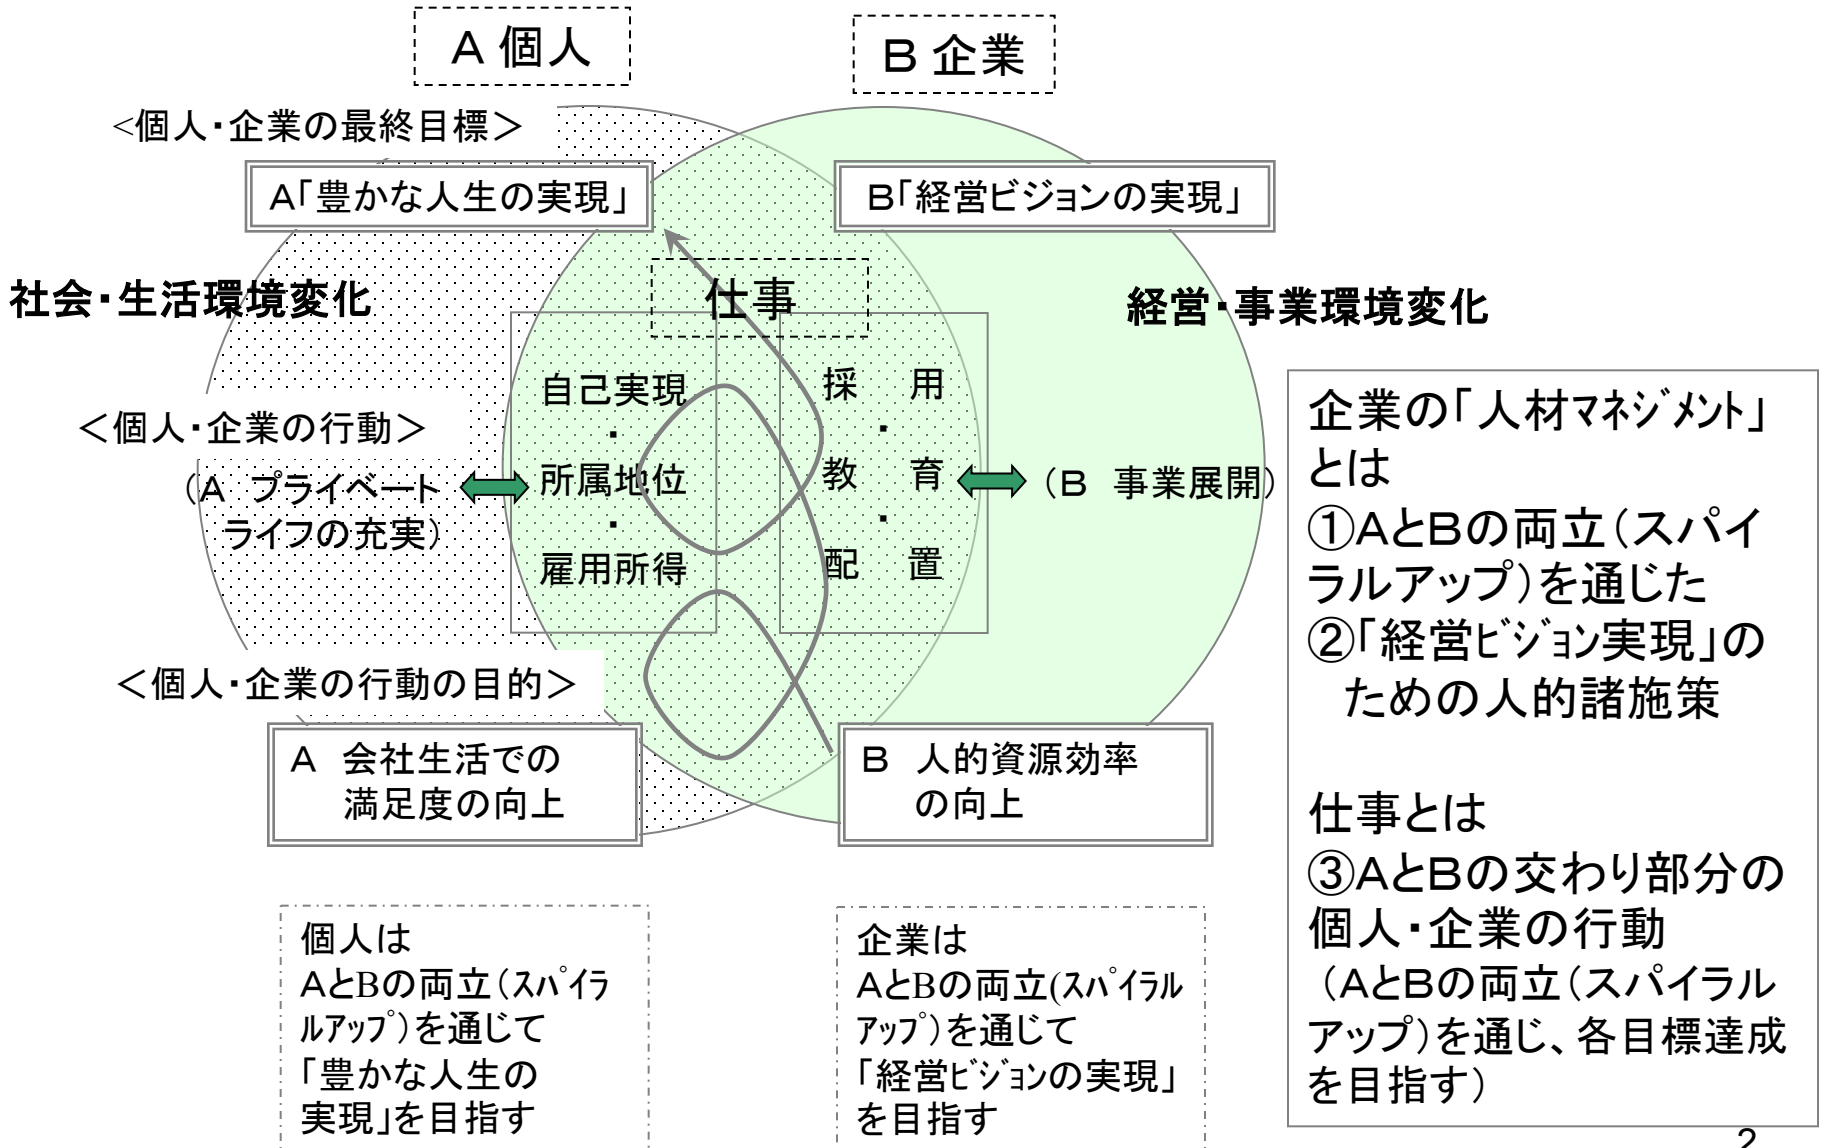 A 個人
B 企業
<個人・企業の最終目標＞
A「豊かな人生の実現」
B「経営ビジョンの実現」
仕事
社会・生活環境変化
経営・事業環境変化
自己実現
・
所属地位
・
雇用所得
採　用
・
教　育
・
配　置
＜個人・企業の行動＞
（A　プライベート
ライフの充実）
（B　事業展開）
＜個人・企業の行動の目的＞
A　会社生活での
満足度の向上
B　人的資源効率
の向上
個人は
AとBの両立（ｽﾊﾟｲﾗ
ﾙｱｯﾌﾟ）を通じて
「豊かな人生の
実現」を目指す
企業は
AとBの両立(ｽﾊﾟｲﾗﾙ
ｱｯﾌﾟ）を通じて
「経営ﾋﾞｼﾞｮﾝの実現」
を目指す
企業の「人材ﾏﾈｼﾞﾒﾝﾄ」
とは
①AとBの両立（スパイ
ラルアップ）を通じた
②「経営ﾋﾞｼﾞｮﾝ実現」の
ための人的諸施策
仕事とは
③AとBの交わり部分の
個人・企業の行動
（AとBの両立（スパイラル
アップ）を通じ、各目標達成
を目指す）
2